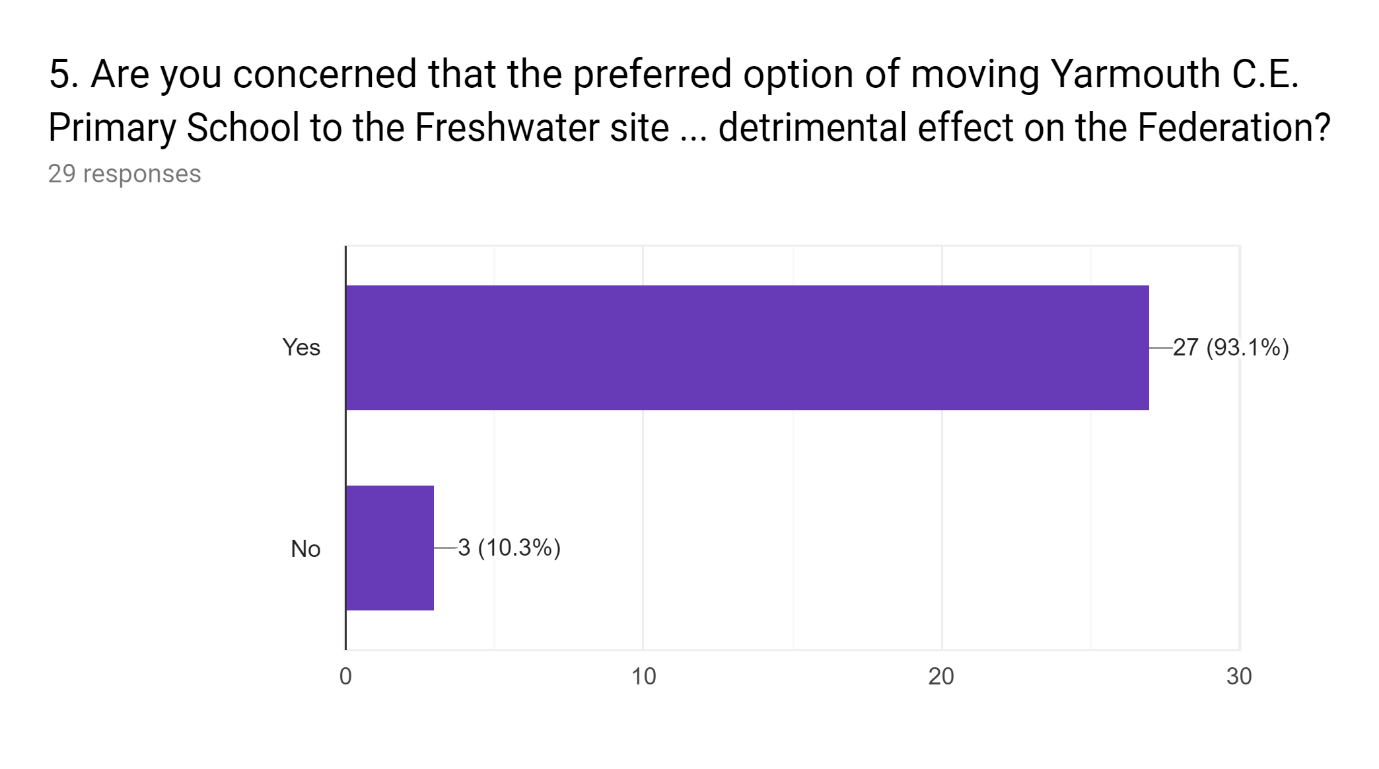 5. Are you concerned that the preferred option of moving Yarmouth C.E.
Primary School to the Freshwater site ... detrimental effect on the Federation?
29 responses
Yes
27 (93.1%)
No
3 (10.3%)
0
10
20
30